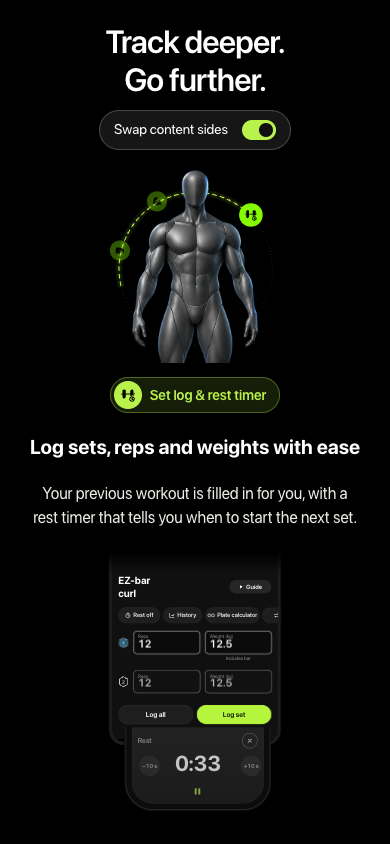 Track deeper.
Go further.
Swap content sides
Set log & rest timer
Log sets, reps and weights with ease
Your previous workout is filled in for you, with a
rest timer that tells you when to start the next set.
EZ-bar
curl
Guide
Rest off
History
Plate calculator
Reps
12
Weight (kg)
12.5
Includes bar
2
Reps
12
Weight (kg)
12.5
Log all
Log set
Rest
−10 s
0:33
+10 s